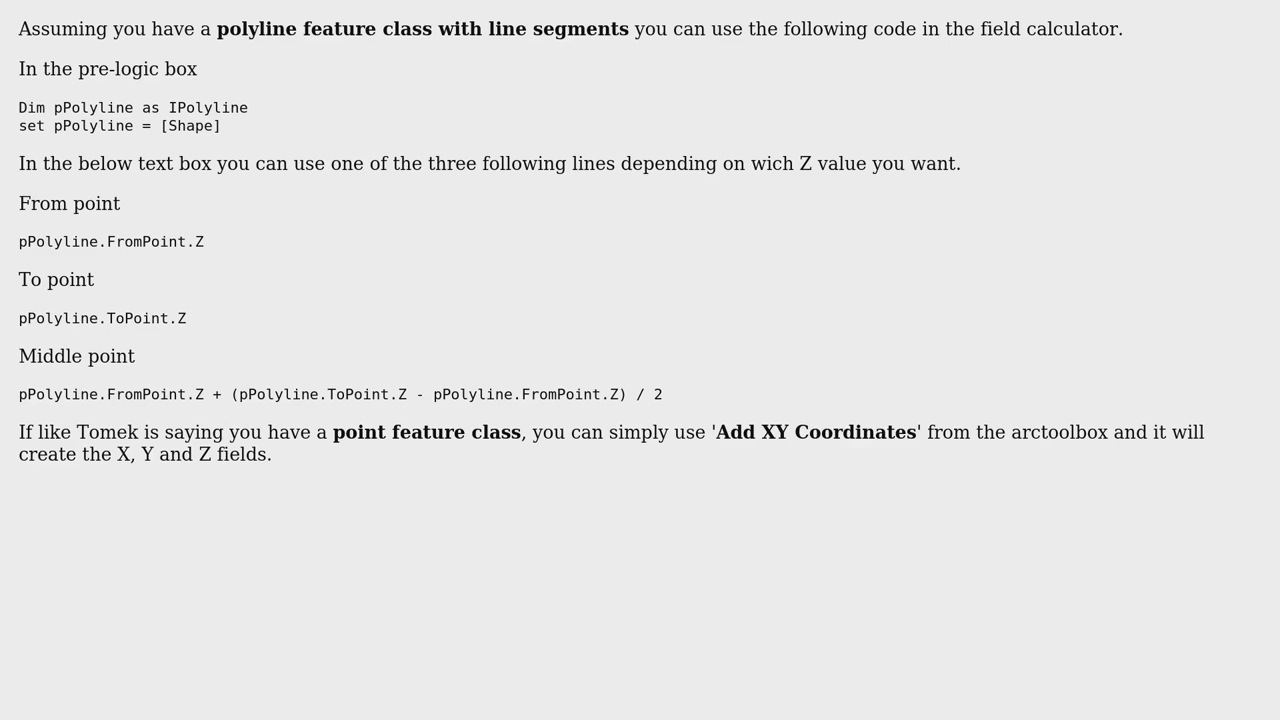 Assuming you have a polyline feature class with line segments you can use the following code in the field calculator.
In the pre-logic box
Dim pPolyline as IPolyline
set pPolyline = [Shape]
In the below text box you can use one of the three following lines depending on wich Z value you want.
From point
pPolyline.FromPoint.Z
To point
pPolyline.ToPoint.Z
Middle point
pPolyline.FromPoint.Z + (pPolyline.ToPoint.Z - pPolyline.FromPoint.Z) / 2
If like Tomek is saying you have a point feature class, you can simply use 'Add XY Coordinates' from the arctoolbox and it will
create the X, Y and Z fields.